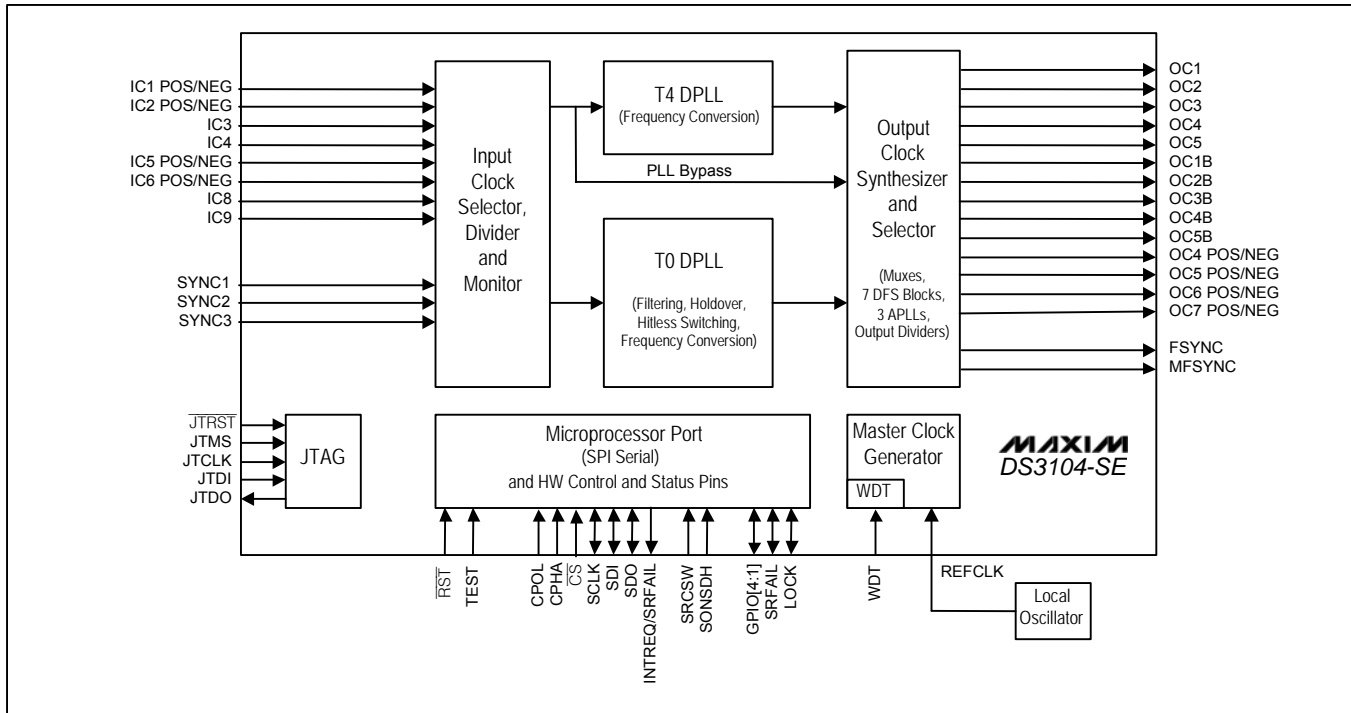 IC1 POS/NEG
IC2 POS/NEG
IC3
IC4
IC5 POS/NEG
IC6 POS/NEG
IC8
IC9
SYNC1
SYNC2
SYNC3
Input
Clock
Selector,
Divider
and
Monitor
T4 DPLL
(Frequency Conversion)
PLL Bypass
T0 DPLL
(Filtering, Holdover,
Hitless Switching,
Frequency Conversion)
Output
Clock
Synthesizer
and
Selector
(Muxes,
7 DFS Blocks,
3 APLLs,
Output Dividers)
OC1
OC2
OC3
OC4
OC5
OC1B
OC2B
OC3B
OC4B
OC5B
OC4 POS/NEG
OC5 POS/NEG
OC6 POS/NEG
OC7 POS/NEG
FSYNC
MFSYNC
JTRST
JTMS
JTCLK
JTDI
JTDO
JTAG
Microprocessor Port
(SPI Serial)
and HW Control and Status Pins
Master Clock
Generator
WDT
MAXIM
DS3104-SE
RST
TEST
CPOL
CPHA
CS
SCLK
SDI
SDO
INTREQ/SRFAIL
SRCSW
SONSDH
GPIO[4:1]
SRFAIL
LOCK
WDT
REFCLK
Local
Oscillator